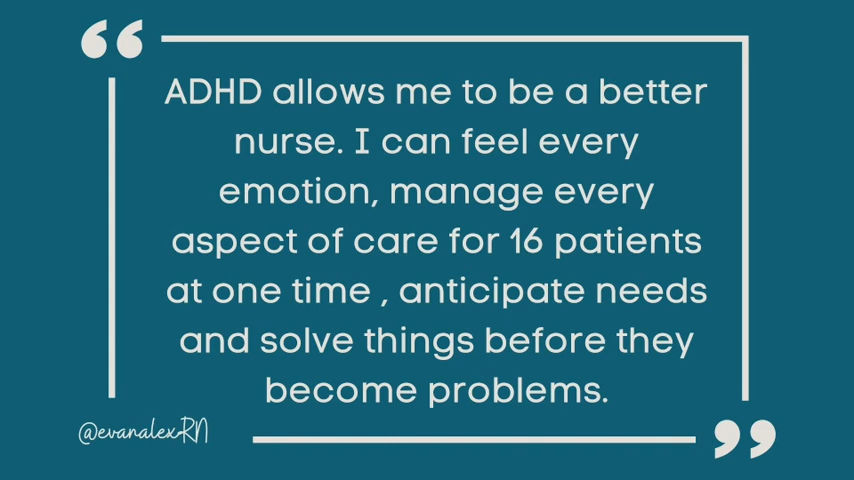 ADHD allows me to be a better
nurse. I can feel every
emotion, manage every
aspect of care for 16 patients
at one time , anticipate needs
and solve things before they
become problems.
@evanalexRN